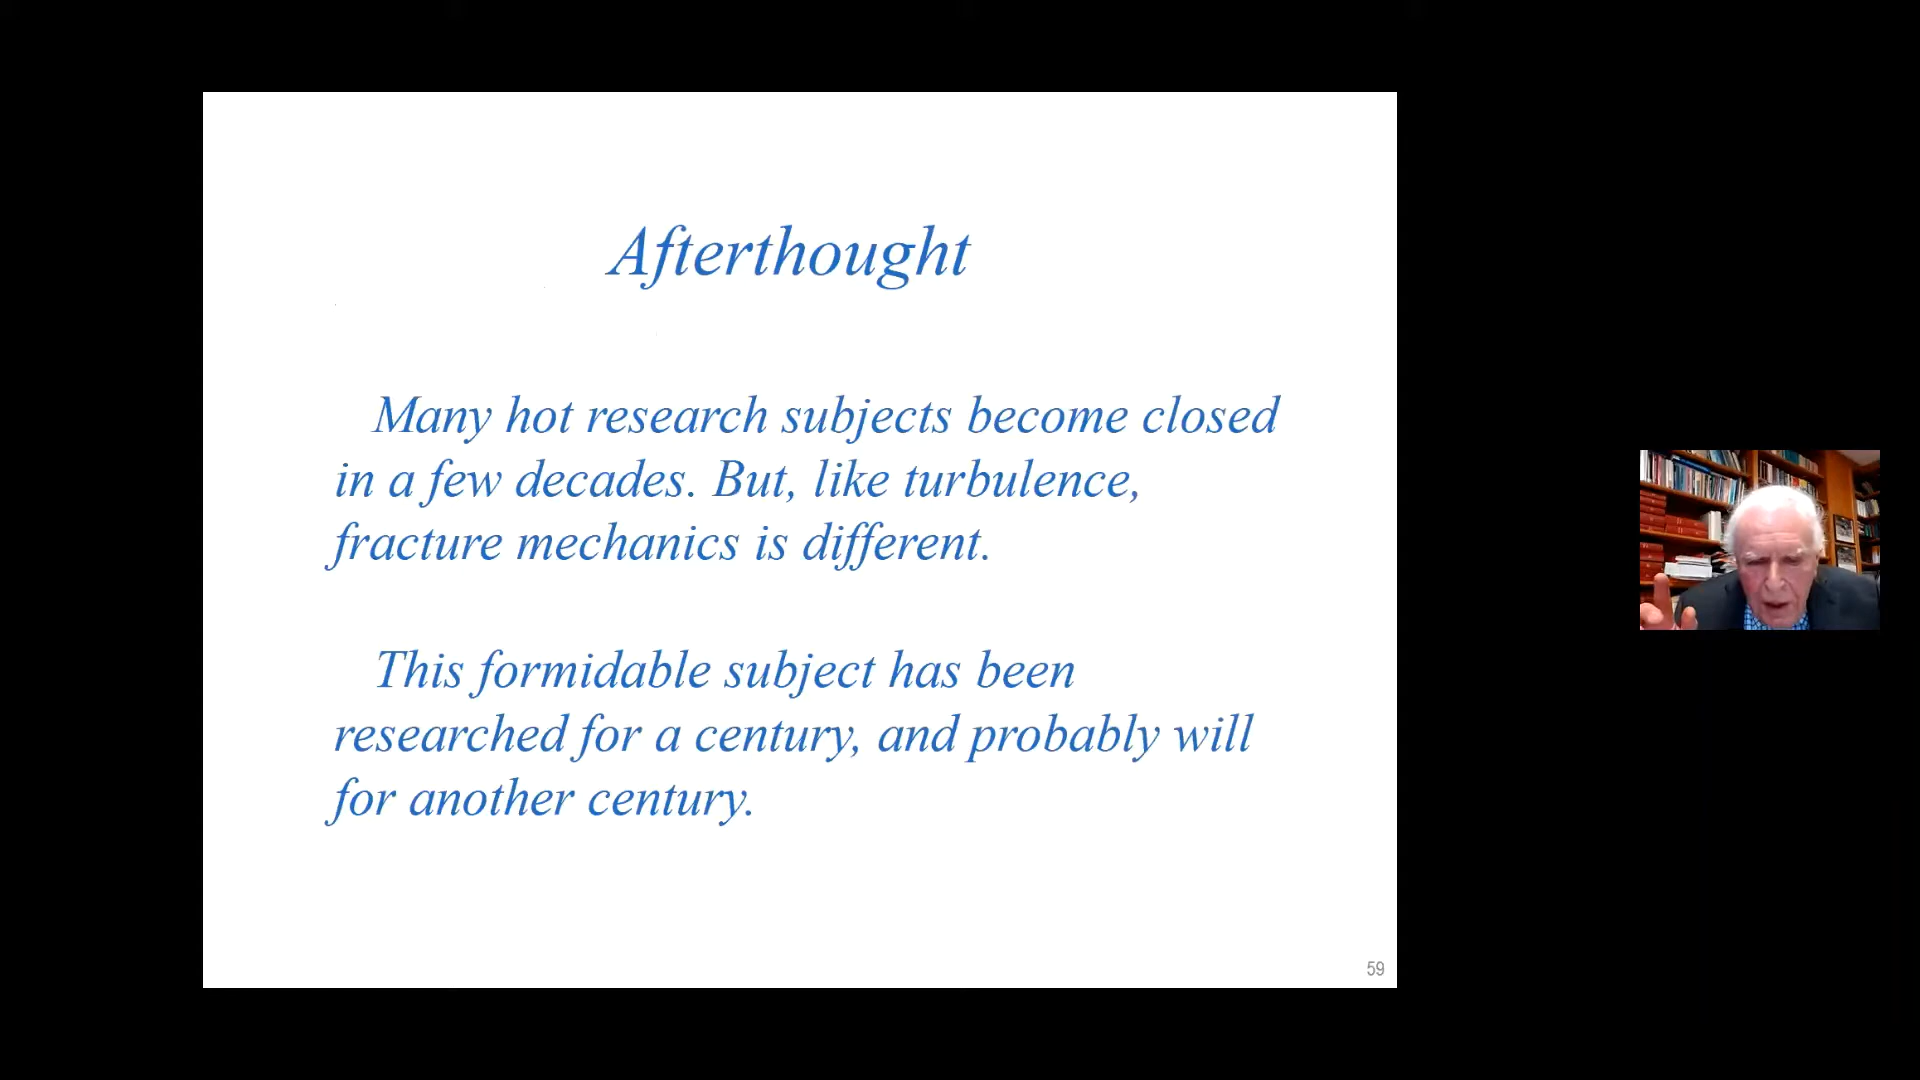 Afterthought
Many hot research subjects become closed
in a few decades. But, like turbulence,
fracture mechanics is different.
This formidable subject has been
researched for a century, and probably will
for another century.
59